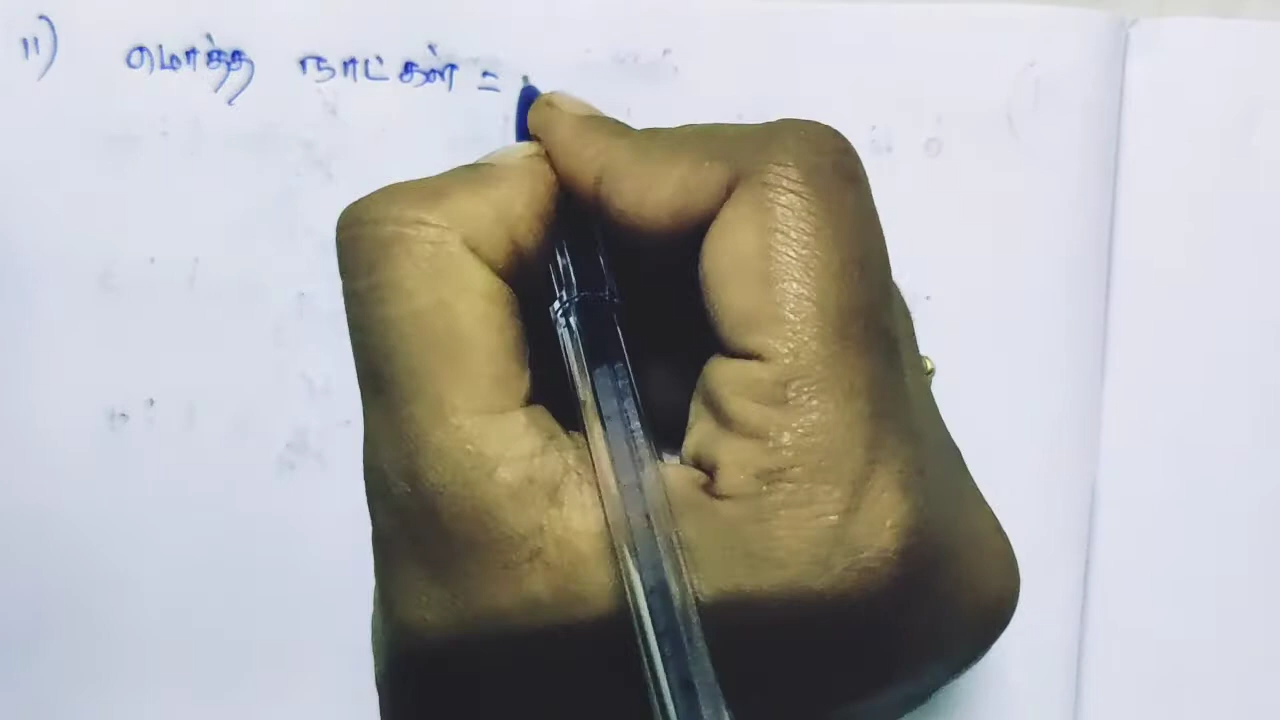 11) மொத்த நாட்கள் =